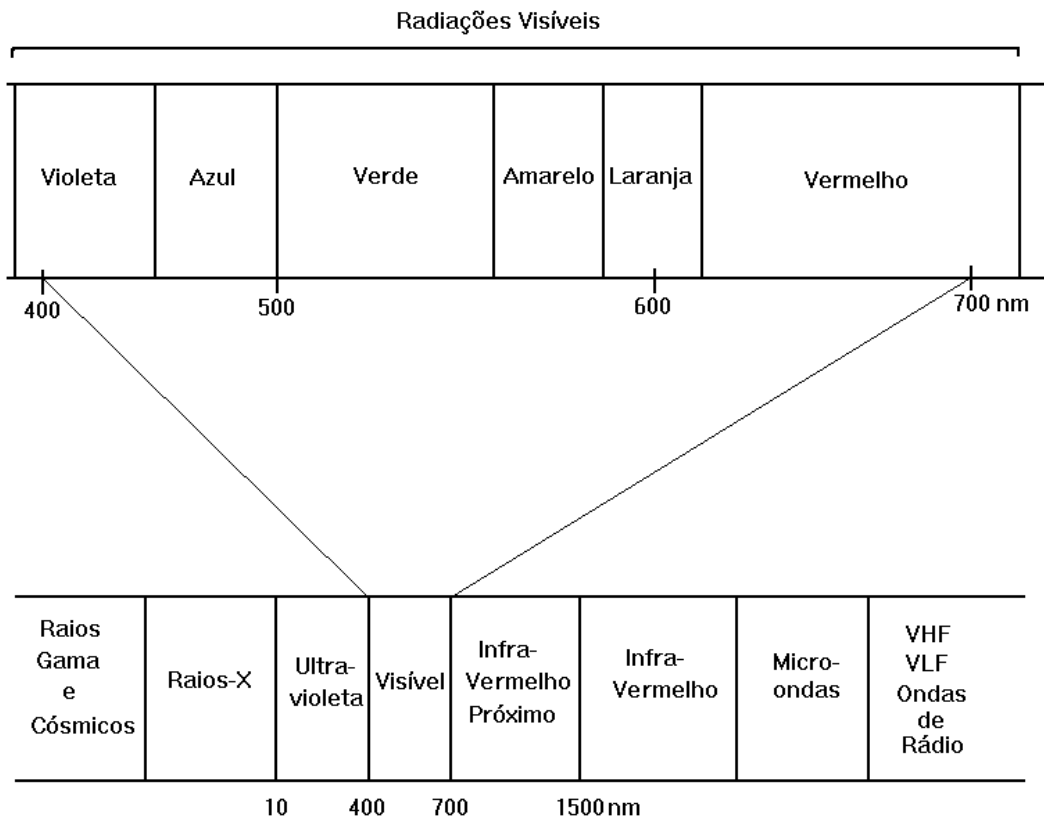 Radiações Visíveis
Violeta
Azul
Verde
Amarelo
Laranja
Vermelho
400
500
600
700 nm
Raios
Gama
e
Cósmicos
Raios-X
Ultra-
violeta
Visível
Infra-
Vermelho
Próximo
Infra-
Vermelho
Micro-
ondas
VHF
VLF
Ondas
de
Rádio
10
400
700
1500 nm